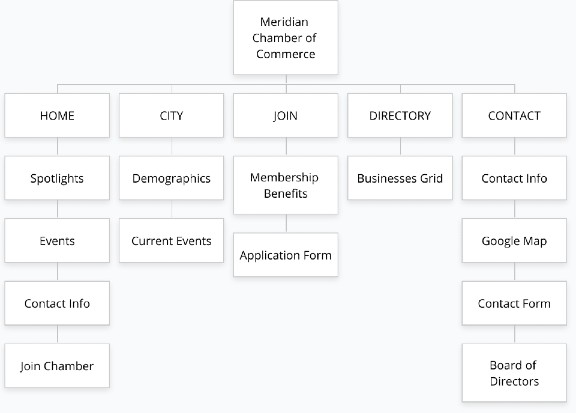 Meridian
Chamber of
Commerce
HOME
CITY
JOIN
DIRECTORY
CONTACT
Spotlights
Demographics
Membership
Benefits
Businesses Grid
Contact Info
Events
Current Events
Application Form
Google Map
Contact Info
Contact Form
Join Chamber
Board of
Directors